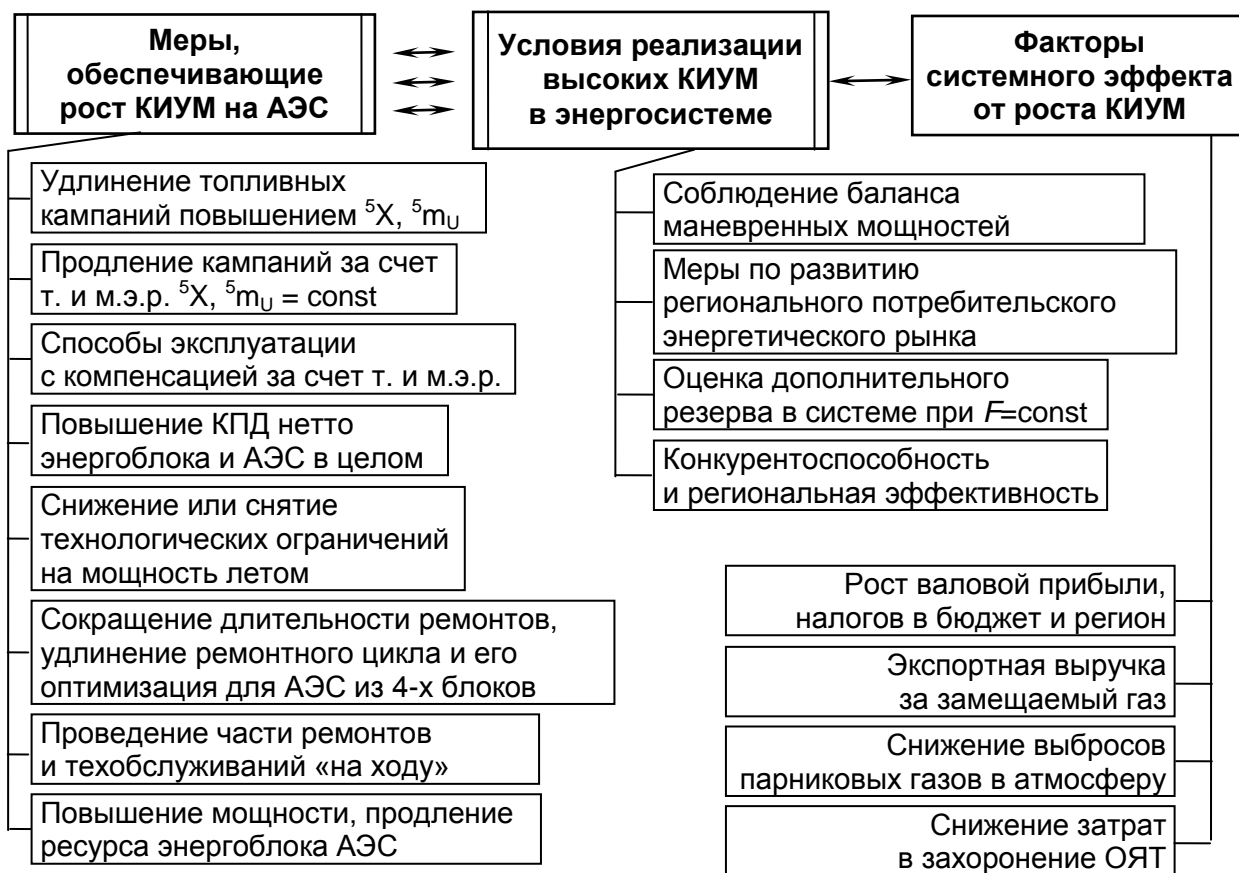 Меры,
обеспечивающие
рост КИУМ на АЭС
Условия реализации
высоких КИУМ
в энергосистеме
Факторы
системного эффекта
от роста КИУМ
Удлинение топливных
кампаний повышением ⁵X, ⁵mU
Продление кампаний за счет
т. и м.э.р. ⁵X, ⁵mU = const
Способы эксплуатации
с компенсацией за счет т. и м.э.р.
Повышение КПД нетто
энергоблока и АЭС в целом
Снижение или снятие
технологических ограничений
на мощность летом
Сокращение длительности ремонтов,
удлинение ремонтного цикла и его
оптимизация для АЭС из 4-х блоков
Проведение части ремонтов
и техобслуживаний «на ходу»
Повышение мощности, продление
ресурса энергоблока АЭС
Соблюдение баланса
маневренных мощностей
Меры по развитию
регионального потребительского
энергетического рынка
Оценка дополнительного
резерва в системе при F=const
Конкурентоспособность
и региональная эффективность
Рост валовой прибыли,
налогов в бюджет и регион
Экспортная выручка
за замещаемый газ
Снижение выбросов
парниковых газов в атмосферу
Снижение затрат
в захоронение ОЯТ